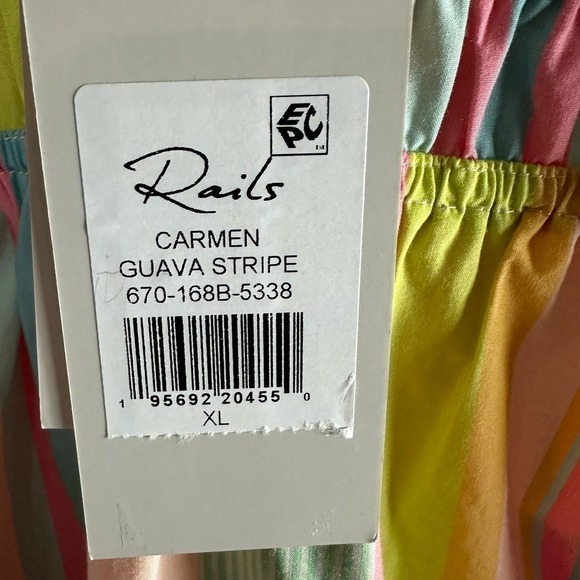 EPC
Rails
CARMEN
GUAVA STRIPE
670-168B-5338
1 95692 20455 0
XL